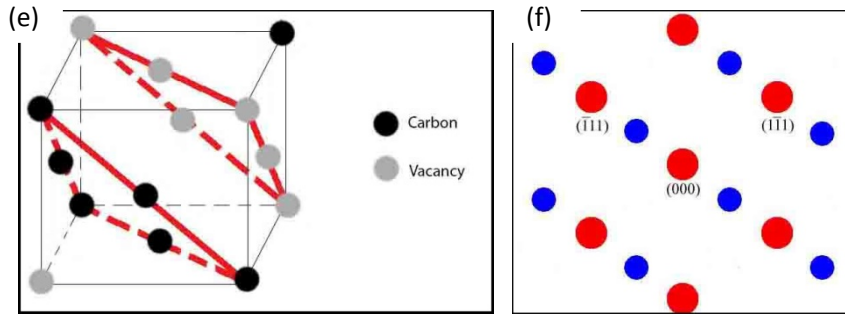 (e)
Carbon
Vacancy
(f)
(1̄11)
(11̄1)
(000)